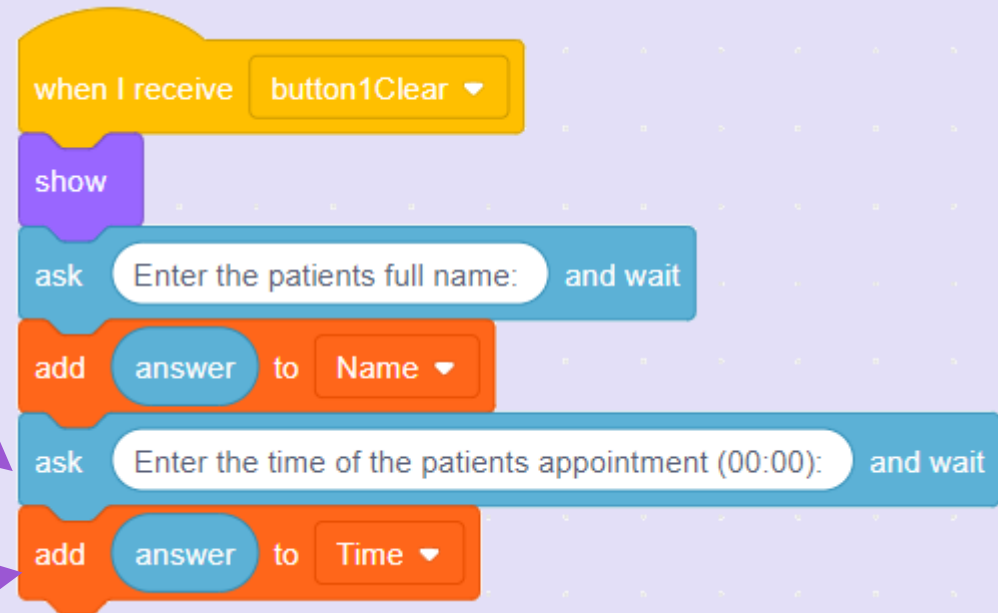 when I receive button1Clear
show
ask Enter the patients full name: and wait
add answer to Name
ask Enter the time of the patients appointment (00:00): and wait
add answer to Time